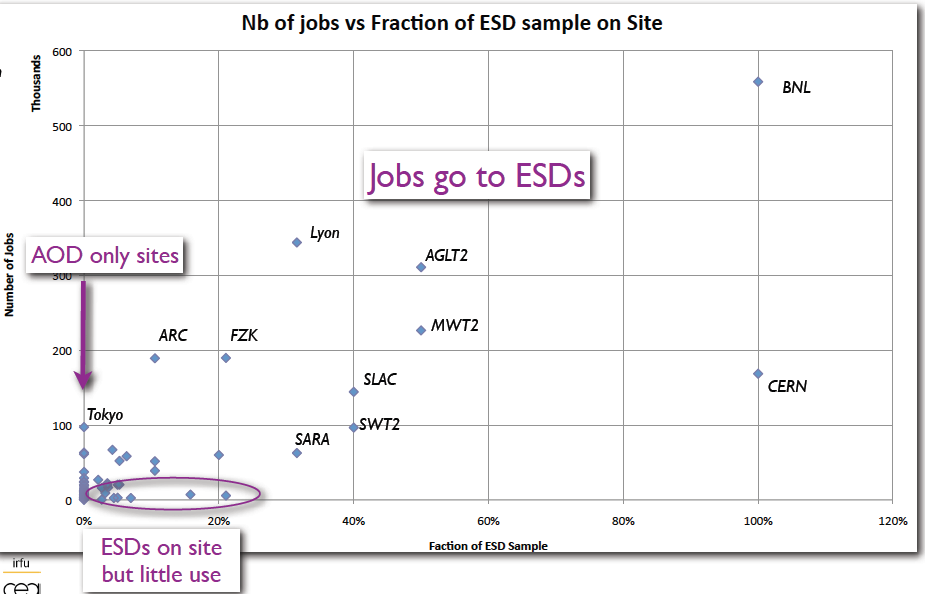 Nb of jobs vs Fraction of ESD sample on Site
Thousands
Number of Jobs
600
500
400
300
200
100
0
BNL
Jobs go to ESDs
Lyon
AOD only sites
AGLT2
MWT2
ARC
FZK
SLAC
CERN
Tokyo
SWT2
SARA
0%
20%
40%
60%
80%
100%
120%
Faction of ESD Sample
ESDs on site
but little use
irfu